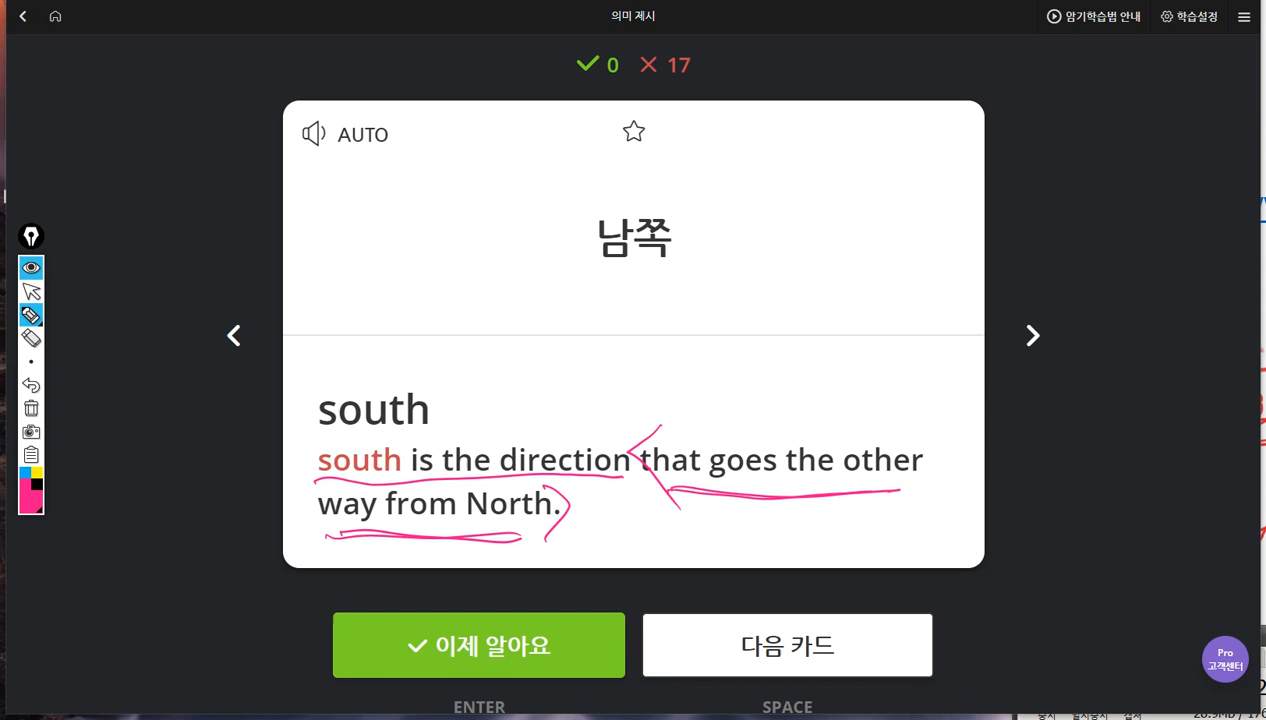 의미 제시
암기학습법 안내
학습설정
0
17
AUTO
남쪽
south
south is the direction that goes the other
way from North.
이제 알아요
다음 카드
Pro
고객센터
ENTER
SPACE